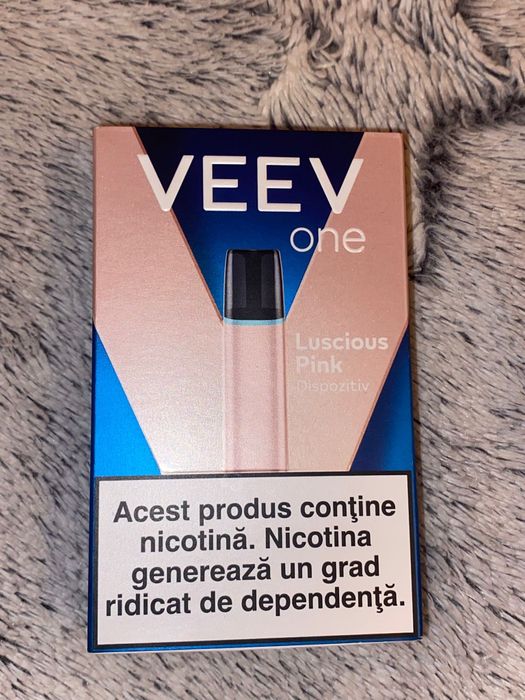 VEEV
one
Luscious
Pink
Dispozitiv
Acest produs conţine
nicotină. Nicotina
generează un grad
ridicat de dependenţă.